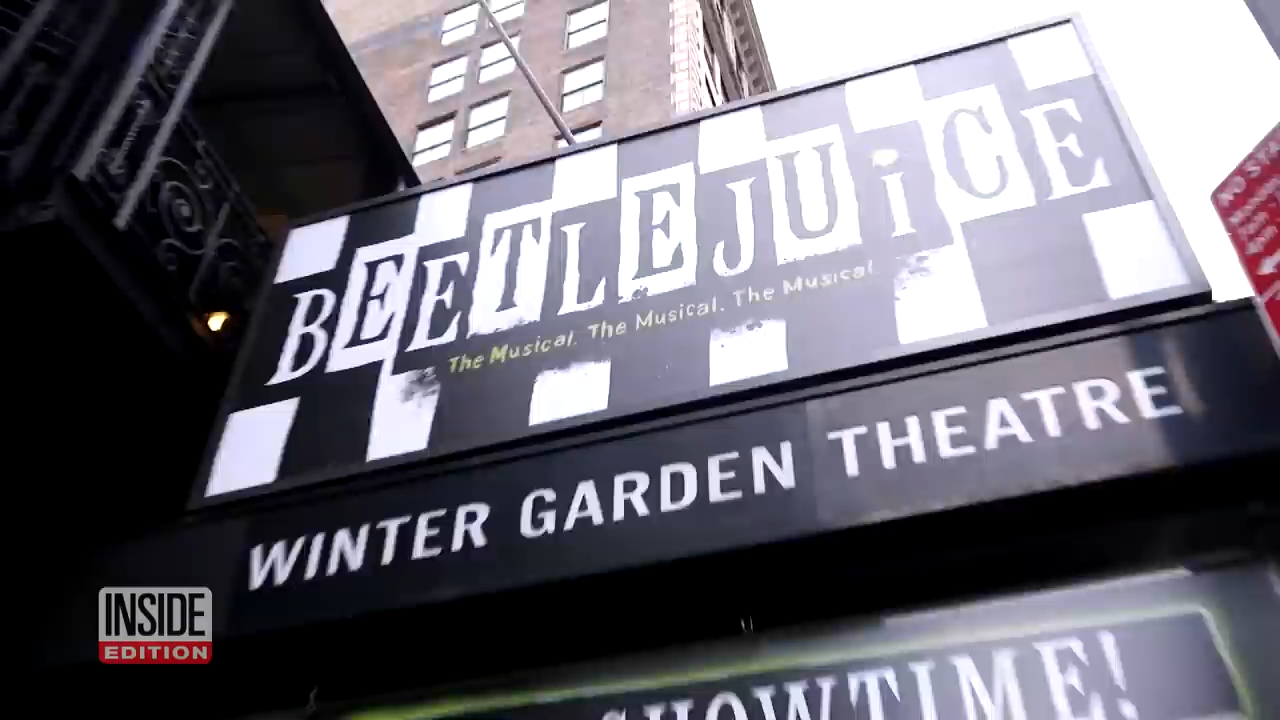 BEETLEJUiCE
The Musical. The Musical. The Musical.
WINTER GARDEN THEATRE
SHOWTIME!
INSIDE
EDITION